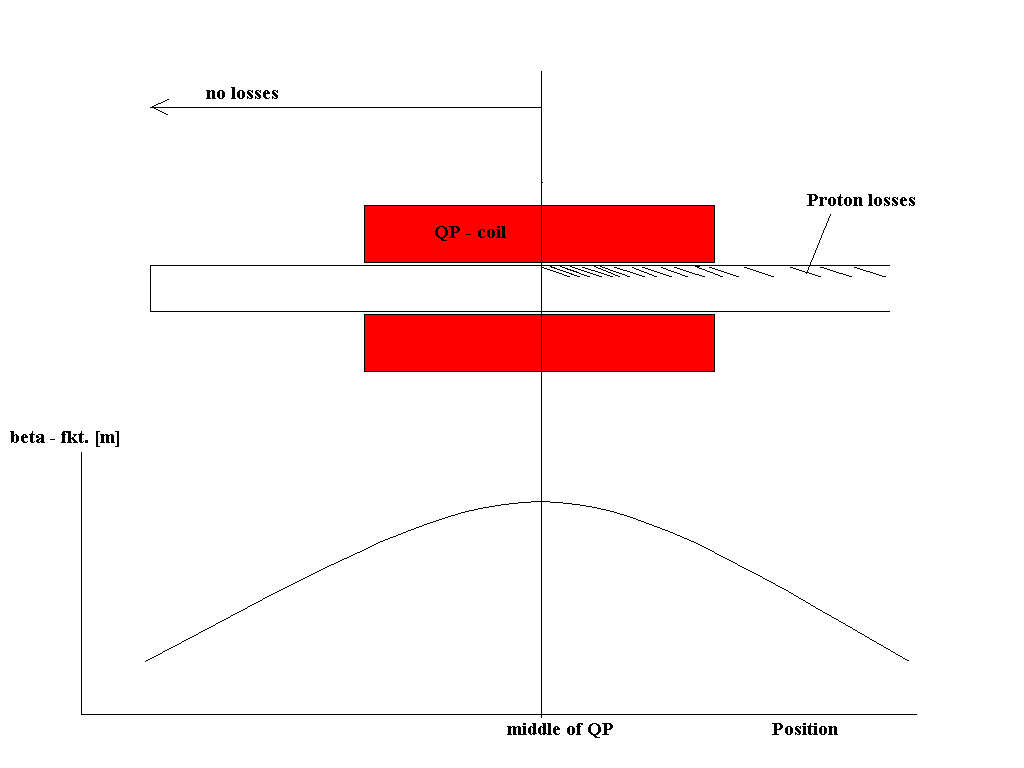 no losses
Proton losses
QP - coil
beta - fkt. [m]
middle of QP
Position